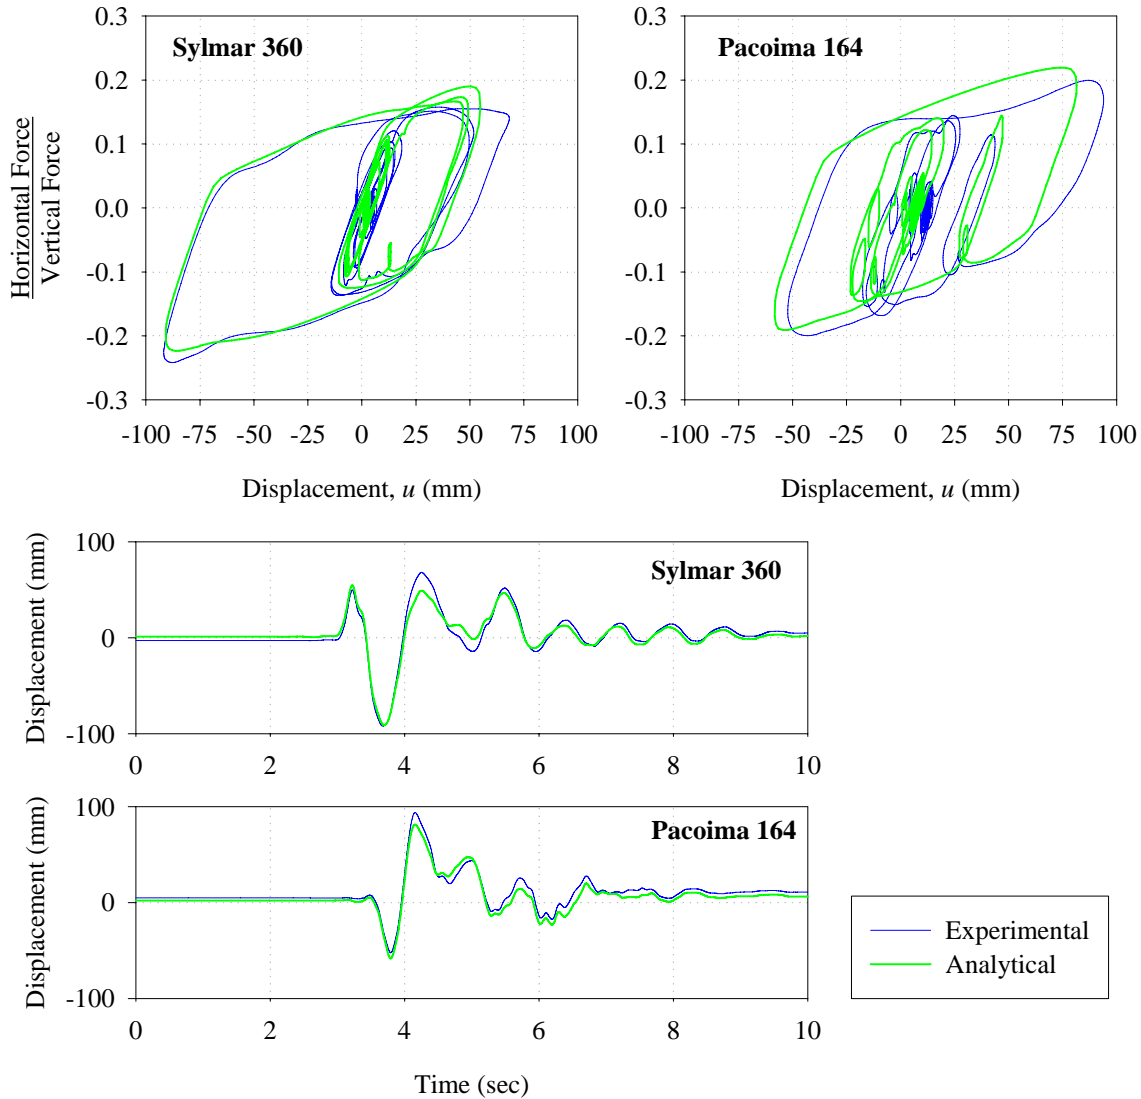 Sylmar 360
Pacoima 164
0.3
0.2
0.1
0.0
-0.1
-0.2
-0.3
Horizontal Force
Vertical Force
-100 -75 -50 -25 0 25 50 75 100
Displacement, u (mm)
0.3
0.2
0.1
0.0
-0.1
-0.2
-0.3
-100 -75 -50 -25 0 25 50 75 100
Displacement, u (mm)
Displacement (mm)
100
0
-100
Sylmar 360
0 2 4 6 8 10
Displacement (mm)
100
0
-100
Pacoima 164
0 2 4 6 8 10
Time (sec)
Experimental
Analytical